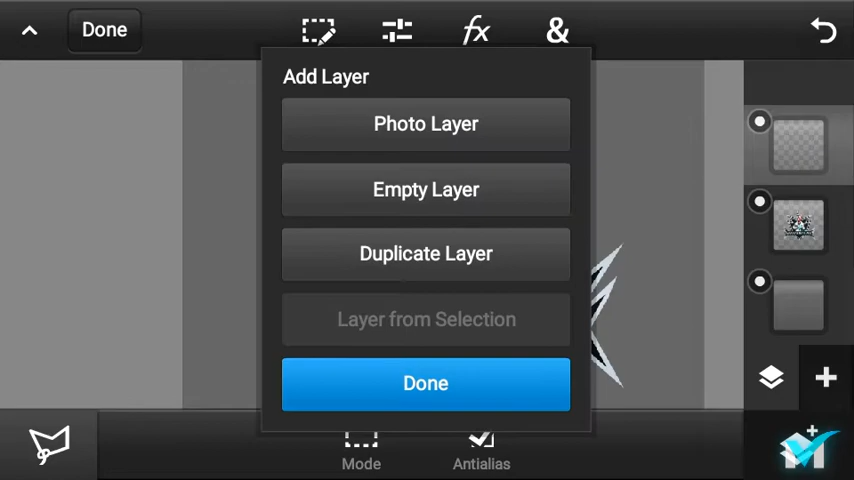 Done
fx
&
Add Layer
Photo Layer
Empty Layer
Duplicate Layer
Layer from Selection
Done
Mode
Antialias